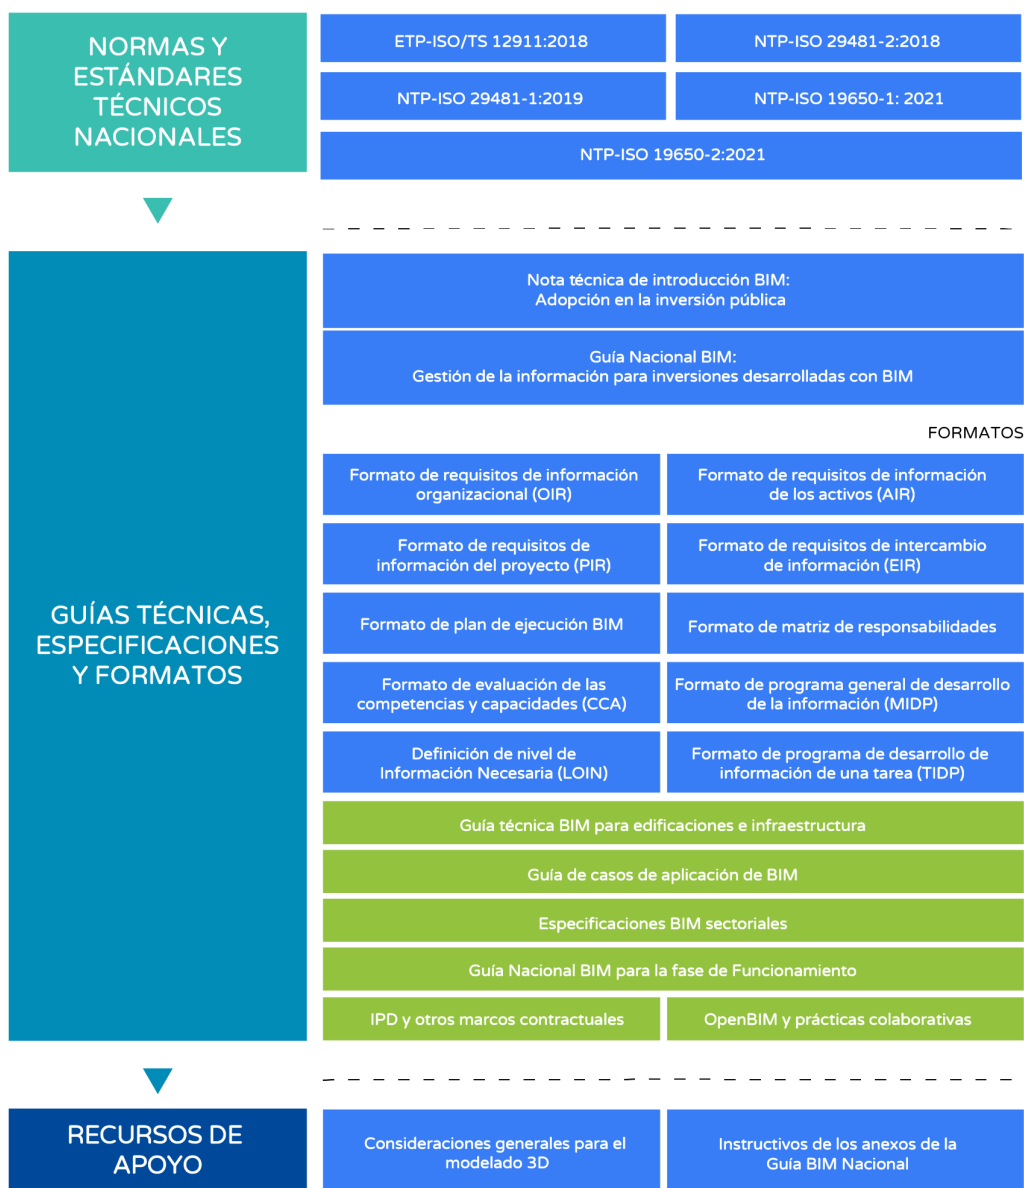 NORMAS Y
ESTÁNDARES
TÉCNICOS
NACIONALES
ETP-ISO/TS 12911:2018
NTP-ISO 29481-2:2018
NTP-ISO 29481-1:2019
NTP-ISO 19650-1: 2021
NTP-ISO 19650-2:2021
GUÍAS TÉCNICAS,
ESPECIFICACIONES
Y FORMATOS
Nota técnica de introducción BIM:
Adopción en la inversión pública
Guía Nacional BIM:
Gestión de la información para inversiones desarrolladas con BIM
FORMATOS
Formato de requisitos de información
organizacional (OIR)
Formato de requisitos de información
de los activos (AIR)
Formato de requisitos de
información del proyecto (PIR)
Formato de requisitos de intercambio
de información (EIR)
Formato de plan de ejecución BIM
Formato de matriz de responsabilidades
Formato de evaluación de las
competencias y capacidades (CCA)
Formato de programa general de desarrollo
de la información (MIDP)
Definición de nivel de
Información Necesaria (LOIN)
Formato de programa de desarrollo de
información de una tarea (TIDP)
Guía técnica BIM para edificaciones e infraestructura
Guía de casos de aplicación de BIM
Especificaciones BIM sectoriales
Guía Nacional BIM para la fase de Funcionamiento
IPD y otros marcos contractuales
OpenBIM y prácticas colaborativas
RECURSOS DE
APOYO
Consideraciones generales para el
modelado 3D
Instructivos de los anexos de la
Guía BIM Nacional